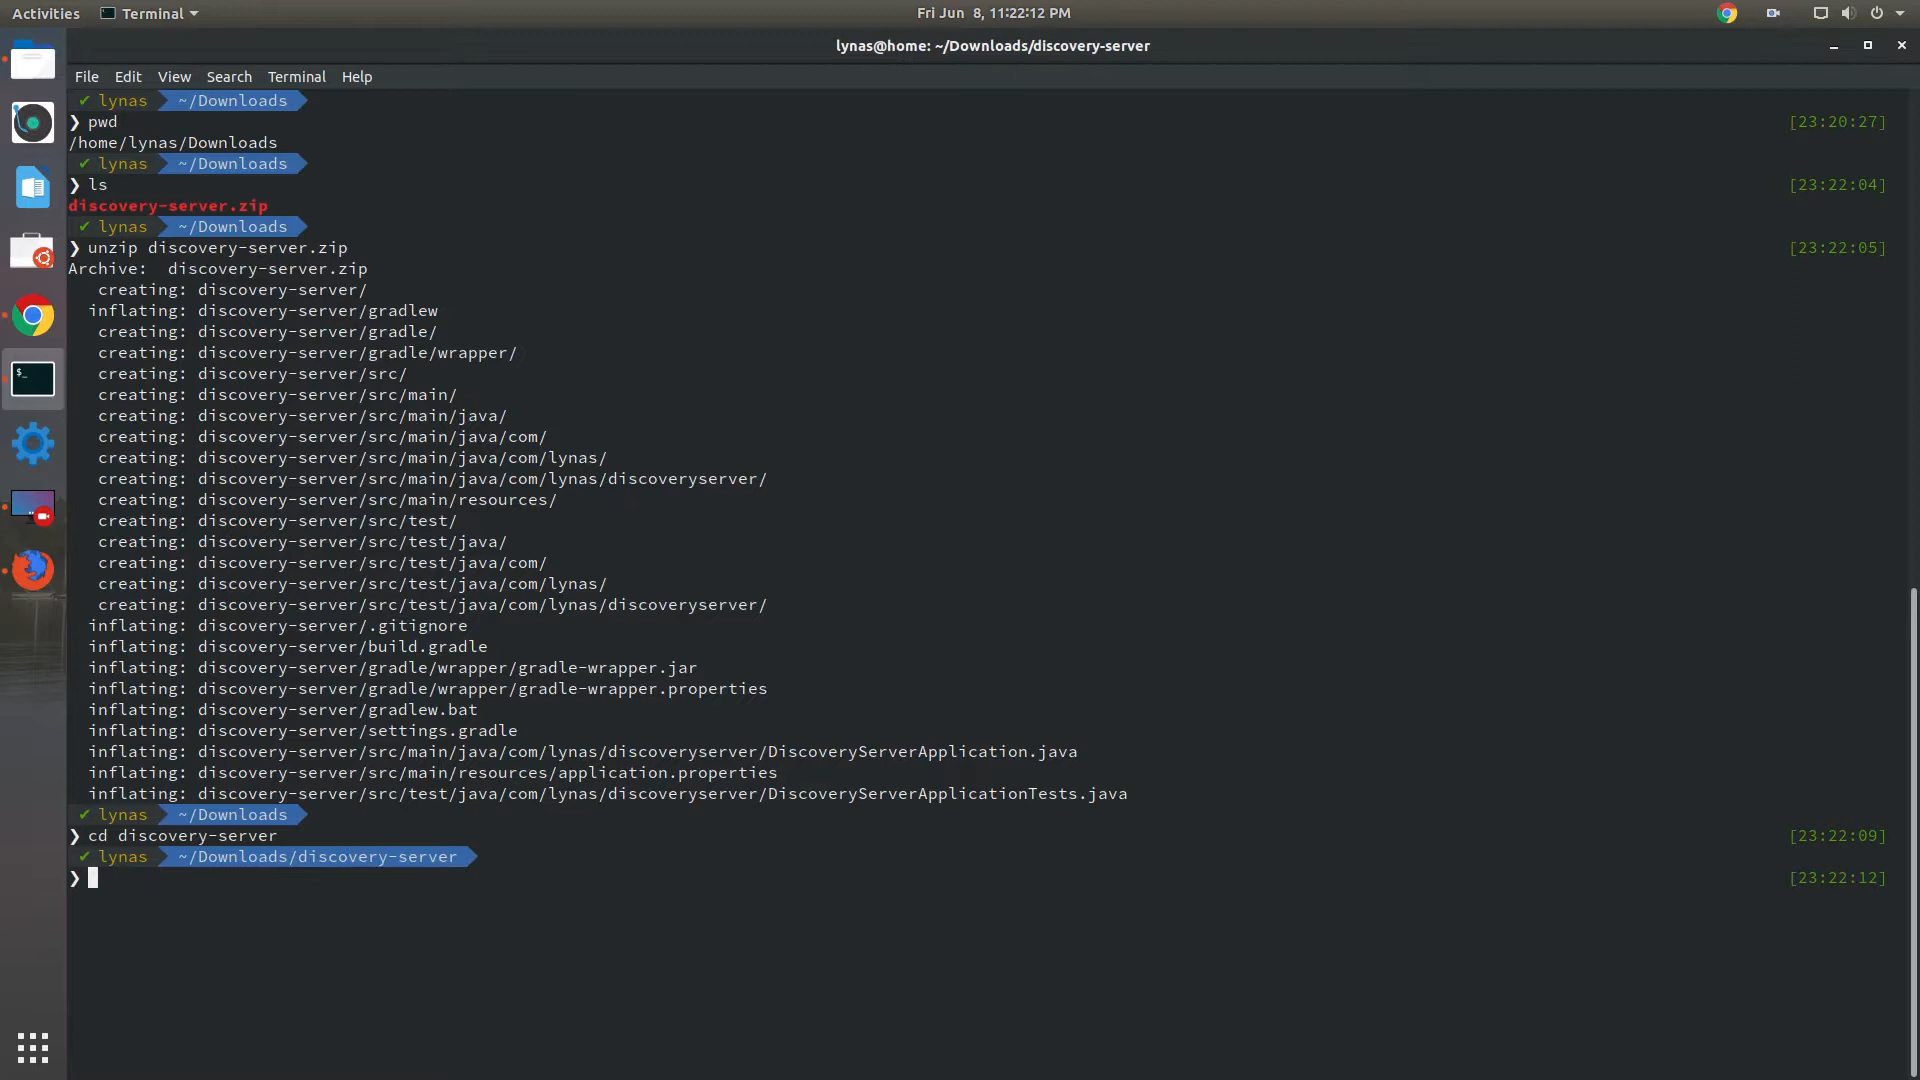 Activities Terminal Fri Jun 8, 11:22:12 PM
lynas@home: ~/Downloads/discovery-server
File Edit View Search Terminal Help
✔ lynas ~/Downloads
❯ pwd [23:20:27]
/home/lynas/Downloads
✔ lynas ~/Downloads
❯ ls [23:22:04]
discovery-server.zip
✔ lynas ~/Downloads
❯ unzip discovery-server.zip [23:22:05]
Archive:  discovery-server.zip
   creating: discovery-server/
  inflating: discovery-server/gradlew
   creating: discovery-server/gradle/
   creating: discovery-server/gradle/wrapper/
   creating: discovery-server/src/
   creating: discovery-server/src/main/
   creating: discovery-server/src/main/java/
   creating: discovery-server/src/main/java/com/
   creating: discovery-server/src/main/java/com/lynas/
   creating: discovery-server/src/main/java/com/lynas/discoveryserver/
   creating: discovery-server/src/main/resources/
   creating: discovery-server/src/test/
   creating: discovery-server/src/test/java/
   creating: discovery-server/src/test/java/com/
   creating: discovery-server/src/test/java/com/lynas/
   creating: discovery-server/src/test/java/com/lynas/discoveryserver/
  inflating: discovery-server/.gitignore
  inflating: discovery-server/build.gradle
  inflating: discovery-server/gradle/wrapper/gradle-wrapper.jar
  inflating: discovery-server/gradle/wrapper/gradle-wrapper.properties
  inflating: discovery-server/gradlew.bat
  inflating: discovery-server/settings.gradle
  inflating: discovery-server/src/main/java/com/lynas/discoveryserver/DiscoveryServerApplication.java
  inflating: discovery-server/src/main/resources/application.properties
  inflating: discovery-server/src/test/java/com/lynas/discoveryserver/DiscoveryServerApplicationTests.java
✔ lynas ~/Downloads
❯ cd discovery-server [23:22:09]
✔ lynas ~/Downloads/discovery-server
❯ [23:22:12]